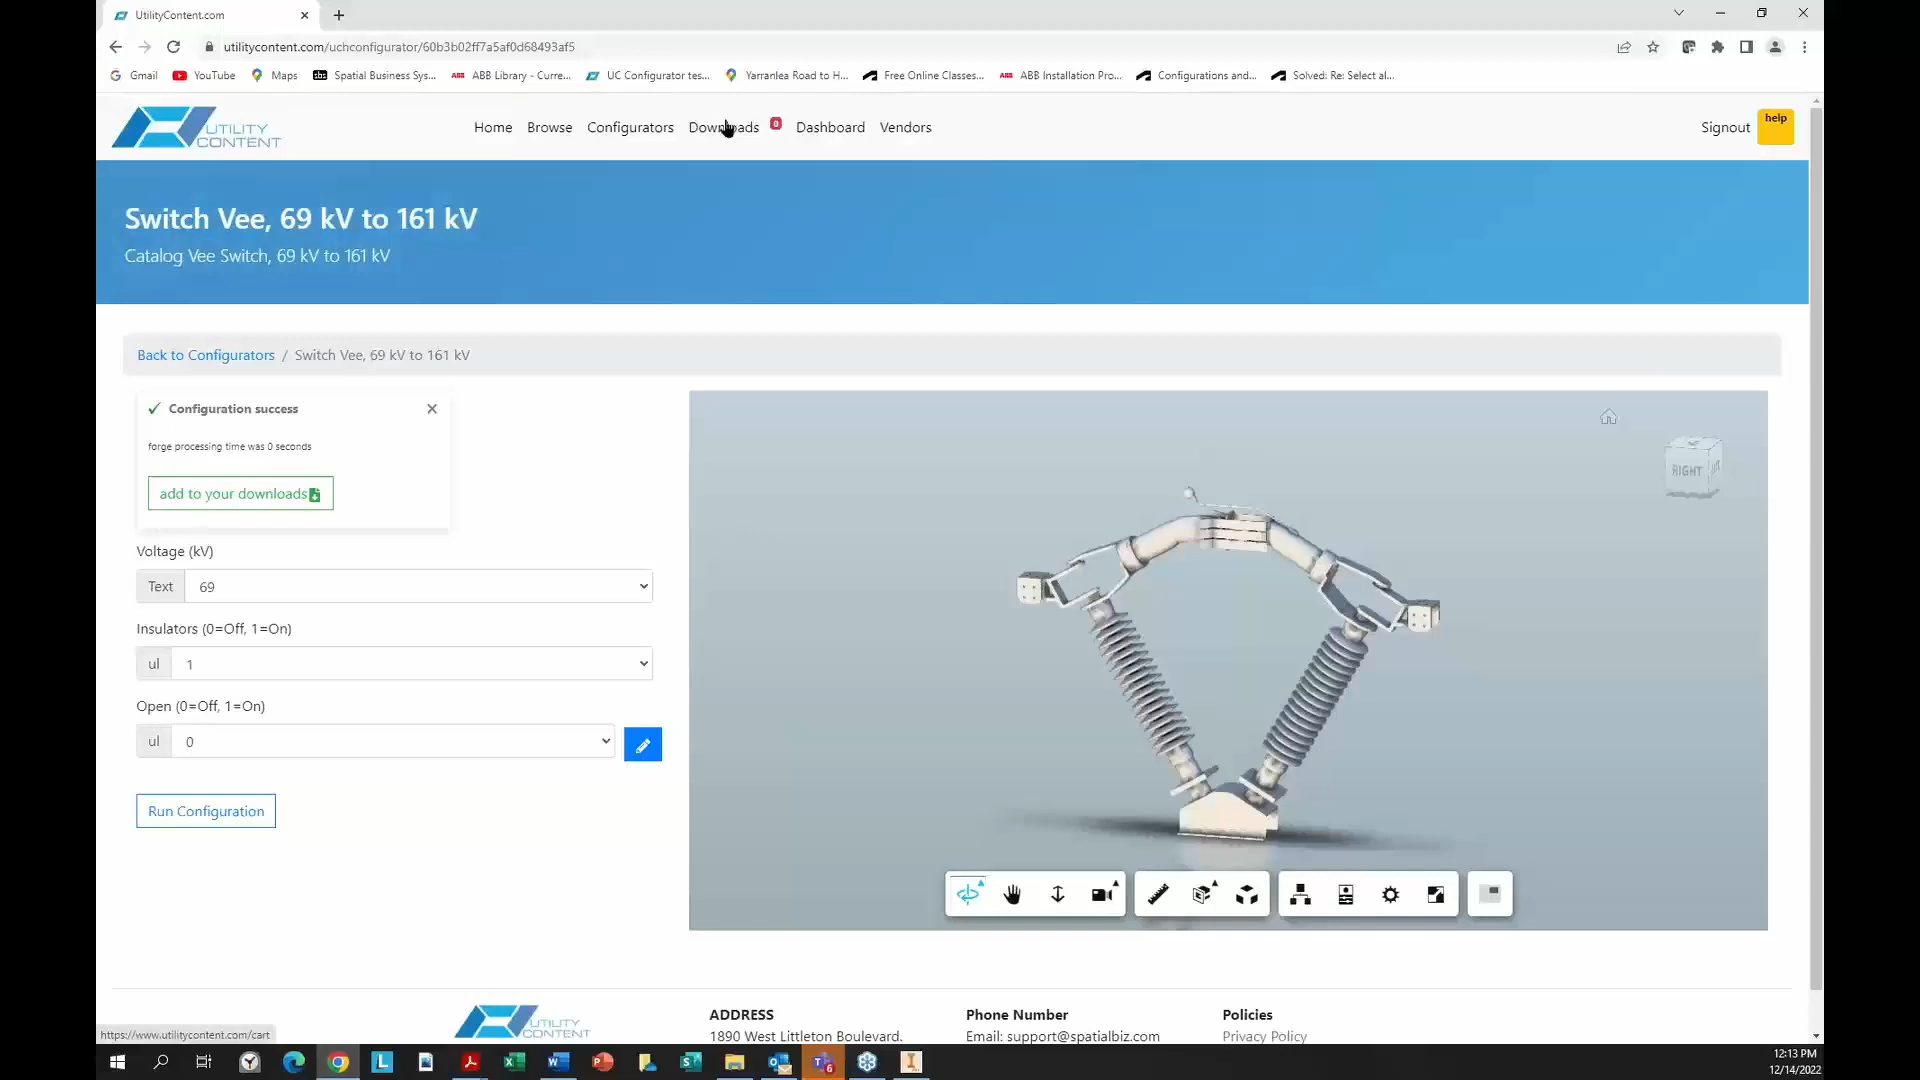 UtilityContent.com
utilitycontent.com/uchconfigurator/60b3b02ff7a5af0d68493af5
Gmail
YouTube
Maps
sbs
Spatial Business Sys...
ABB
ABB Library - Curre...
UC Configurator tes...
Yarranlea Road to H...
Free Online Classes...
ABB
ABB Installation Pro...
Configurations and...
Solved: Re: Select al...
UTILITY
CONTENT
Home
Browse
Configurators
Downloads
0
Dashboard
Vendors
Signout
help
Switch Vee, 69 kV to 161 kV
Catalog Vee Switch, 69 kV to 161 kV
Back to Configurators / Switch Vee, 69 kV to 161 kV
Configuration success
forge processing time was 0 seconds
add to your downloads
Voltage (kV)
Text 69
Insulators (0=Off, 1=On)
ul 1
Open (0=Off, 1=On)
ul 0
Run Configuration
RIGHT
UTILITY
CONTENT
ADDRESS
1890 West Littleton Boulevard.
Phone Number
Email: support@spatialbiz.com
Policies
Privacy Policy
https://www.utilitycontent.com/cart
12:13 PM
12/14/2022